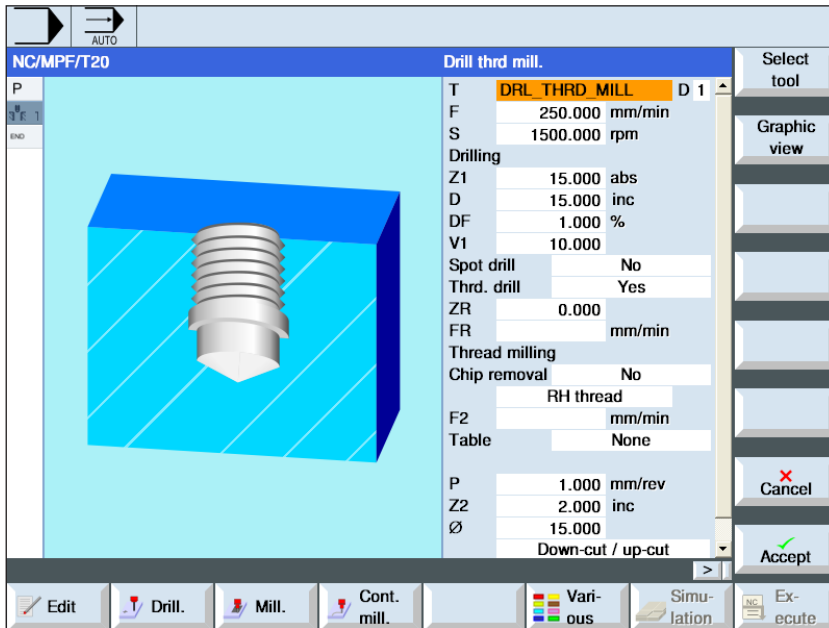 AUTO
NC/MPF/T20
Drill thrd mill.
Select
tool
P
T DRL_THRD_MILL D 1
F 250.000 mm/min
S 1500.000 rpm
Graphic
view
END
Drilling
Z1 15.000 abs
D 15.000 inc
DF 1.000 %
V1 10.000
Spot drill No
Thrd. drill Yes
ZR 0.000
FR mm/min
Thread milling
Chip removal No
RH thread
F2 mm/min
Table None
P 1.000 mm/rev
Z2 2.000 inc
Ø 15.000
Down-cut / up-cut
Cancel
Accept
>
Edit
Drill.
Mill.
Cont.
mill.
Vari-
ous
Simu-
lation
NC
Ex-
ecute